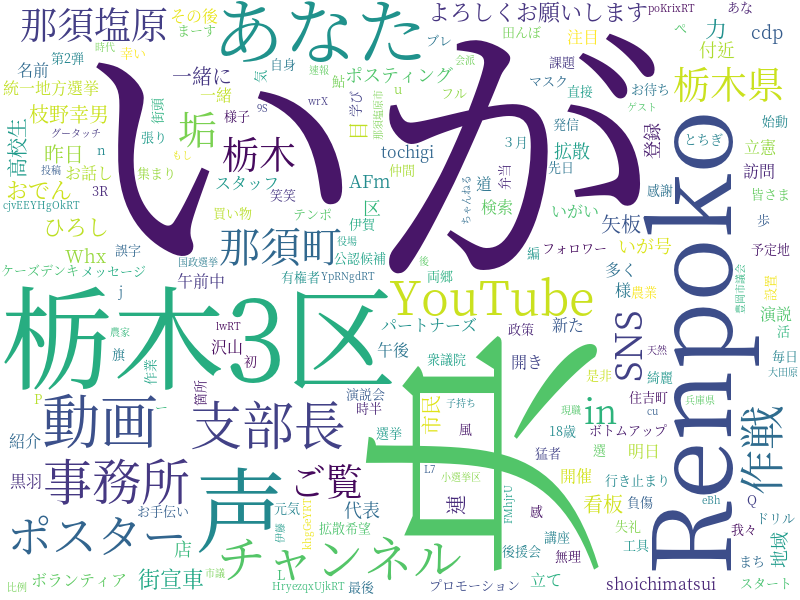 那須塩原
その後
まーす
あなた
よろしくお願いします
poKrixRT
あな
ぺ
力
cdp
第2弾
時代
幸い
名前
自身
速報
会派
ブレ
田んぼ
注目
付近
一緒に
気
鮎
ポスティング
課題
統一地方選挙
一緒
u
フル
マスク
直接
お待ち
栃木県
枝野幸男
街頭
9S
wrX
学び
ゲスト
高校生
グータッチ
垢
様子
目
那須塩原市
発信
始動
昨日
n
張り
栃木
3月
とちぎ
登録
立憲
投稿
もし
tochigi
拡散
先日
お話し
集まり
仲間
弁当
感謝
訪問
おでん
3R
スタッフ
笑笑
AFm
ちゃんねる
道
検索
皆さま
cjvEEYHgOkRT
買い物
テンポ
区
いがい
矢板
歩
ひろし
那須町
伊賀
編
フォロワー
いが号
予定地
Whx
誤字
国政選挙
役場
公認候補
後
ケーズデンキ
メッセージ
午前中
有権者
YpRNgdRT
両郷
多く
豊岡市議会
いが
Renpoko
j
様
農業
設置
栃木3区
YouTube
SNS
演説
農家
lwRT
パートナーズ
政策
新た
活
旗
沢山
初
午後
衆議院
開き
天然
毎日
作業
是非
綺麗
大田原
P
箇所
演説会
時半
市民
子持ち
現職
住吉町
cu
兵庫県
動画
ー
支部長
in
紹介
選挙
風
18歳
ボトムアップ
作戦
央
猛者
選
明日
L7
小選挙区
黒羽
事務所
声
ご覧
開催
行き止まり
連
FMhyrU
看板
負傷
eBh
Q
お手伝い
元気
代表
感
失礼
我々
ドリル
ポスター
店
伊藤
khgGeYRT
拡散希望
講座
工具
地域
チャンネル
後援会
無理
まち
比例
ボランティア
街宣車
市議
L
HryezqxUjkRT
最後
プロモーション
立て
shoichimatsui
スタート